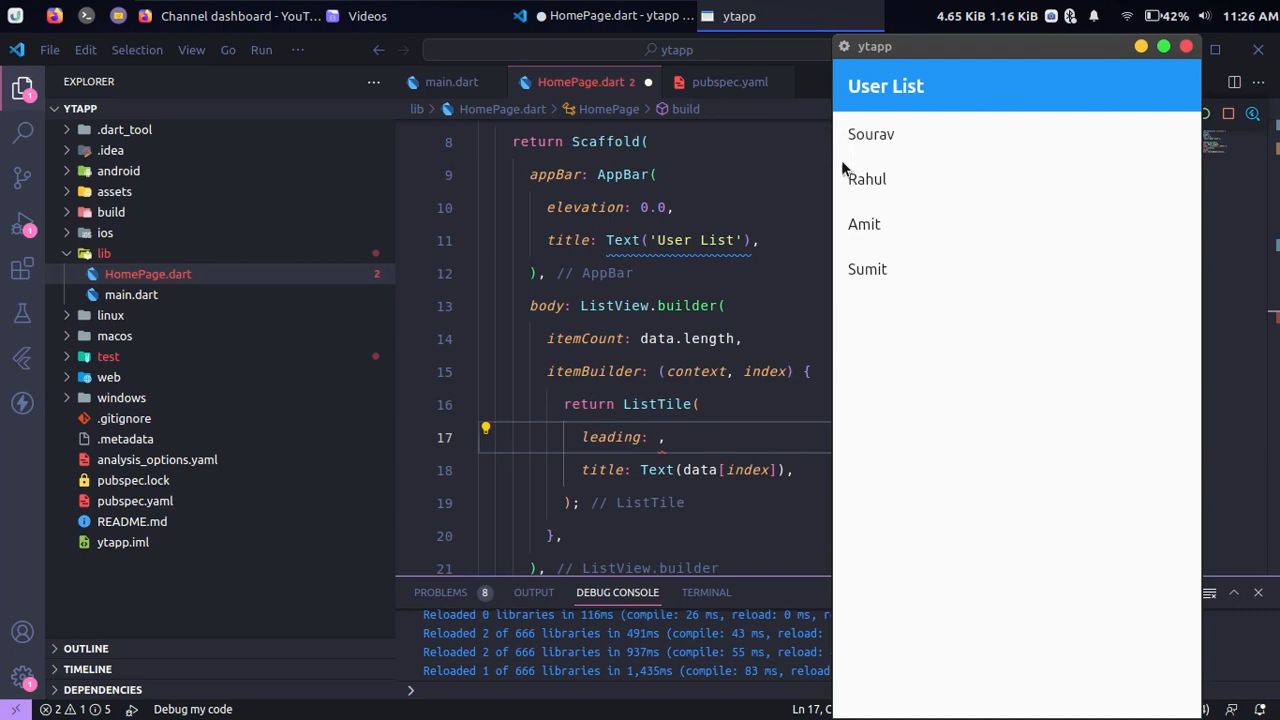 Channel dashboard - YouT...
Videos
HomePage.dart - ytapp ...
ytapp
4.65 KiB 1.16 KiB
42%
11:26 AM
File Edit Selection View Go Run ...
ytapp
ytapp
EXPLORER
main.dart
HomePage.dart 2
pubspec.yaml
lib > HomePage.dart > HomePage > build
YTAPP
.dart_tool
.idea
android
assets
build
ios
lib
HomePage.dart 2
main.dart
linux
macos
test
web
windows
.gitignore
.metadata
analysis_options.yaml
pubspec.lock
pubspec.yaml
README.md
ytapp.iml
OUTLINE
TIMELINE
DEPENDENCIES
8 return Scaffold(
9 appBar: AppBar(
10 elevation: 0.0,
11 title: Text('User List'),
12 ), // AppBar
13 body: ListView.builder(
14 itemCount: data.length,
15 itemBuilder: (context, index) {
16 return ListTile(
17 leading: ,
18 title: Text(data[index]),
19 ); // ListTile
20 },
21 ), // ListView.builder
PROBLEMS 8 OUTPUT DEBUG CONSOLE TERMINAL
Reloaded 0 libraries in 116ms (compile: 26 ms, reload: 0 ms,
Reloaded 2 of 666 libraries in 491ms (compile: 43 ms, reload:
Reloaded 2 of 666 libraries in 937ms (compile: 55 ms, reload:
Reloaded 1 of 666 libraries in 1,435ms (compile: 83 ms, reload:
User List
Sourav
Rahul
Amit
Sumit
2 1 5 Debug my code
Ln 17, C